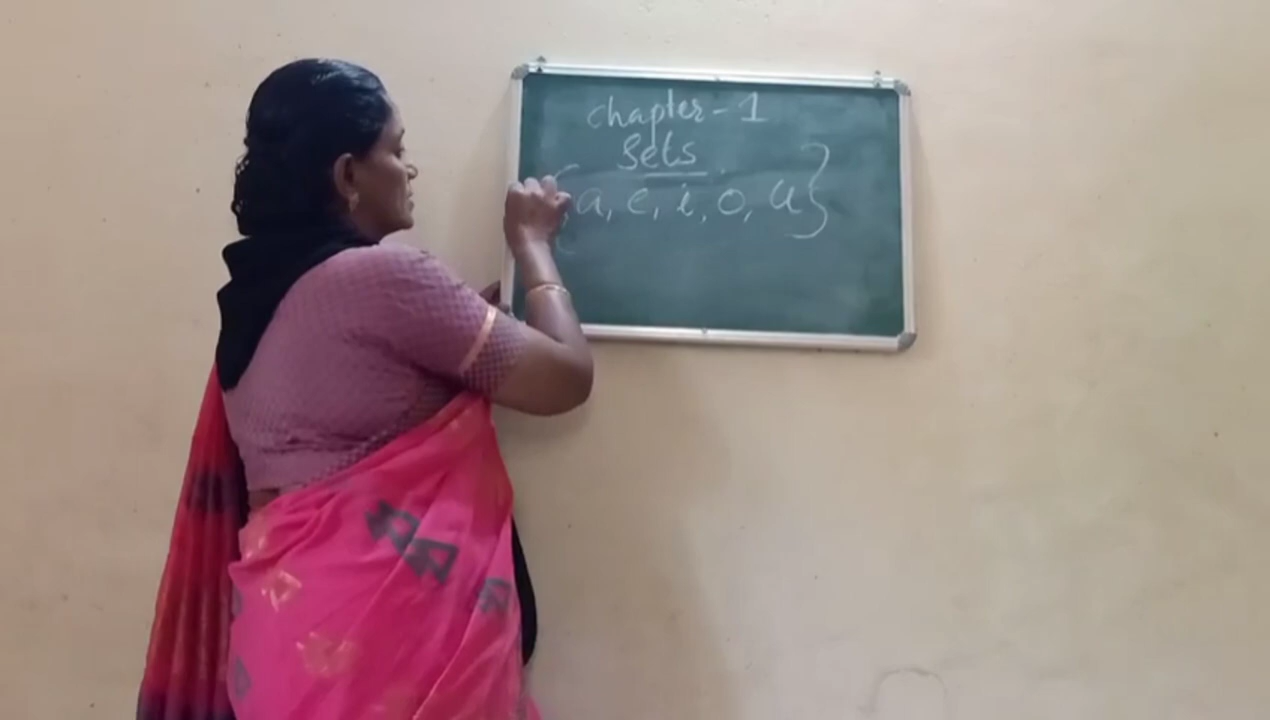 chapter - 1
Sets
{a, e, i, o, u}